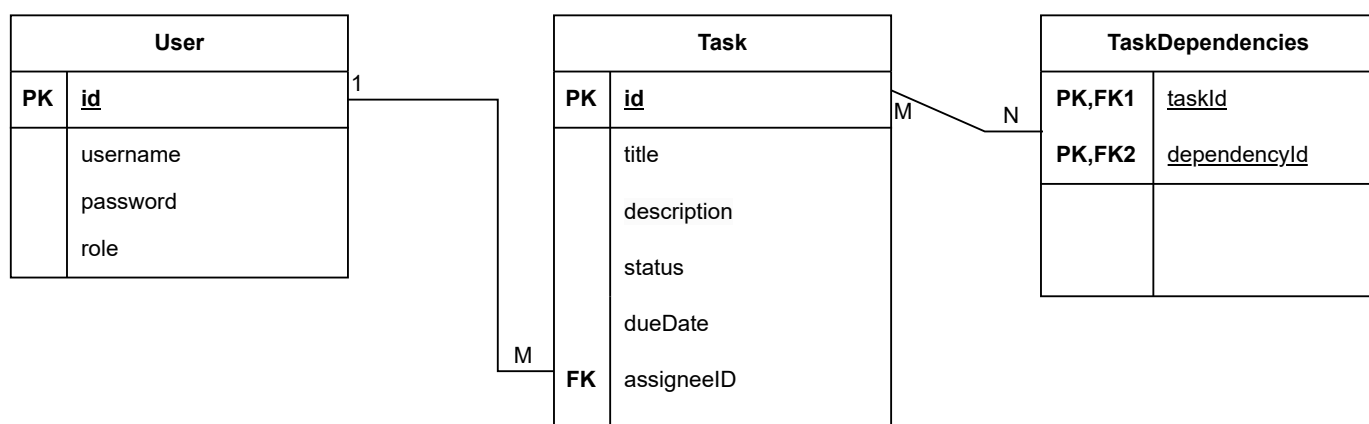 User
PK id
username
password
role
1
M
Task
PK id
title
description
status
dueDate
FK assigneeID
M
N
TaskDependencies
PK,FK1 taskId
PK,FK2 dependencyId